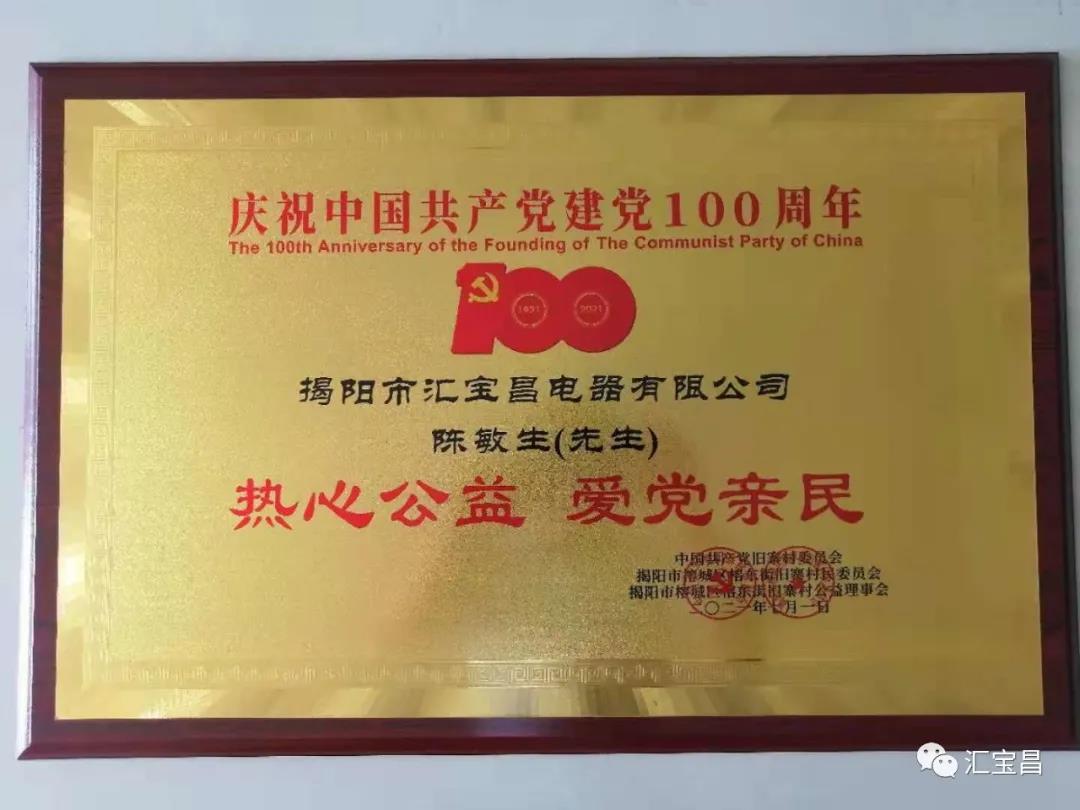 庆祝中国共产党建党100周年
The 100th Anniversary of the Founding of The Communist Party of China
100
1921 2021
揭阳市汇宝昌电器有限公司
陈敏生(先生)
热心公益 爱党亲民
中国共产党旧寨村委员会
揭阳市榕城区榕东街旧寨村民委员会
揭阳市榕城区榕东街旧寨村公益理事会
二〇二一年七月一日
汇宝昌